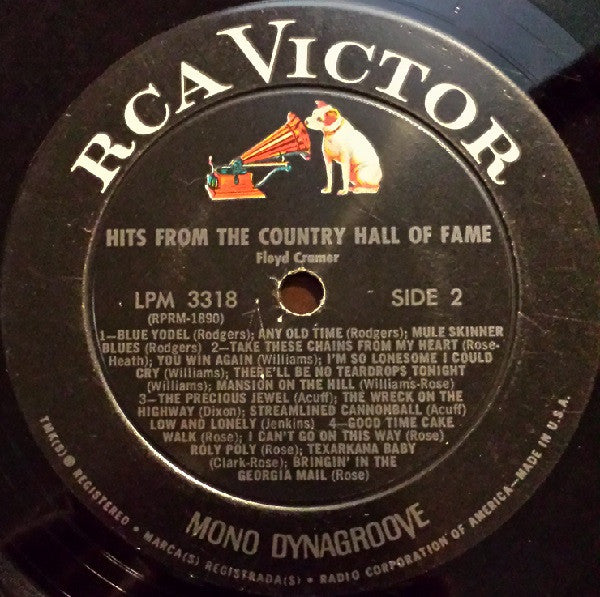 RCA VICTOR
HITS FROM THE COUNTRY HALL OF FAME
Floyd Cramer
LPM 3318
(RPRM-1890)
SIDE 2
1—BLUE YODEL (Rodgers); ANY OLD TIME (Rodgers); MULE SKINNER
BLUES (Rodgers) 2—TAKE THESE CHAINS FROM MY HEART (Rose-
Heath); YOU WIN AGAIN (Williams); I'M SO LONESOME I COULD
CRY (Williams); THERE'LL BE NO TEARDROPS TONIGHT
(Williams); MANSION ON THE HILL (Williams-Rose)
3—THE PRECIOUS JEWEL (Acuff); THE WRECK ON THE
HIGHWAY (Dixon); STREAMLINED CANNONBALL (Acuff)
LOW AND LONELY (Jenkins) 4—GOOD TIME CAKE
WALK (Rose); I CAN'T GO ON THIS WAY (Rose)
ROLY POLY (Rose); TEXARKANA BABY
(Clark-Rose); BRINGIN' IN THE
GEORGIA MAIL (Rose)
MONO DYNAGROOVE
TMK(S) ® REGISTERED • MARCA(S) REGISTRADA(S) • RADIO CORPORATION OF AMERICA—MADE IN U.S.A.